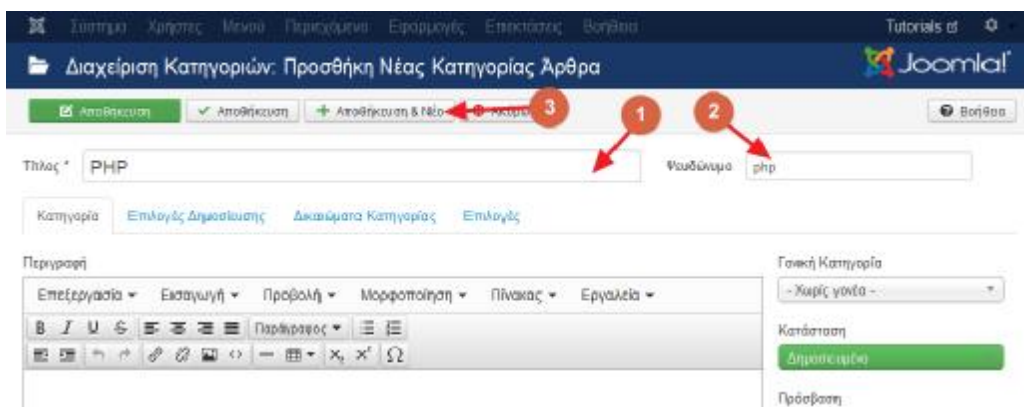 Σύστημα Χρήστες Μενού Περιεχόμενο Εφαρμογές Επεκτάσεις Βοήθεια Tutorials
Διαχείριση Κατηγοριών: Προσθήκη Νέας Κατηγορίας Άρθρα Joomla!
Αποθήκευση Αποθήκευση Αποθήκευση & Νέο 3 1 2 Βοήθεια
Τίτλος * PHP Ψευδώνυμο php
Κατηγορία Επιλογές Δημοσίευσης Δικαιώματα Κατηγορίας Επιλογές
Περιγραφή Γονική Κατηγορία
Επεξεργασία Εισαγωγή Προβολή Μορφοποίηση Πίνακας Εργαλεία - Χωρίς γονέα -
B I U S Παράγραφος Κατάσταση
X₂ X² Ω Δημοσιευμένο
Πρόσβαση